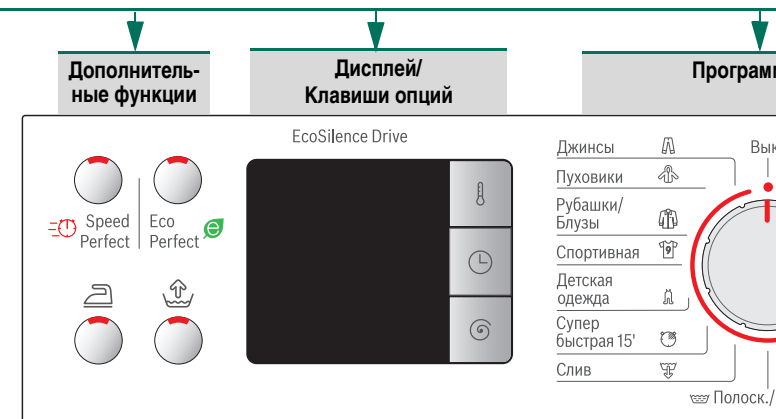 Дополнитель-
ные функции
Дисплей/
Клавиши опций
Програм
EcoSilence Drive
Speed
Perfect
Eco
Perfect
Джинсы
Пуховики
Рубашки/
Блузы
Спортивная
9
Детская
одежда
Супер
быстрая 15'
Слив
Вык
Полоск./